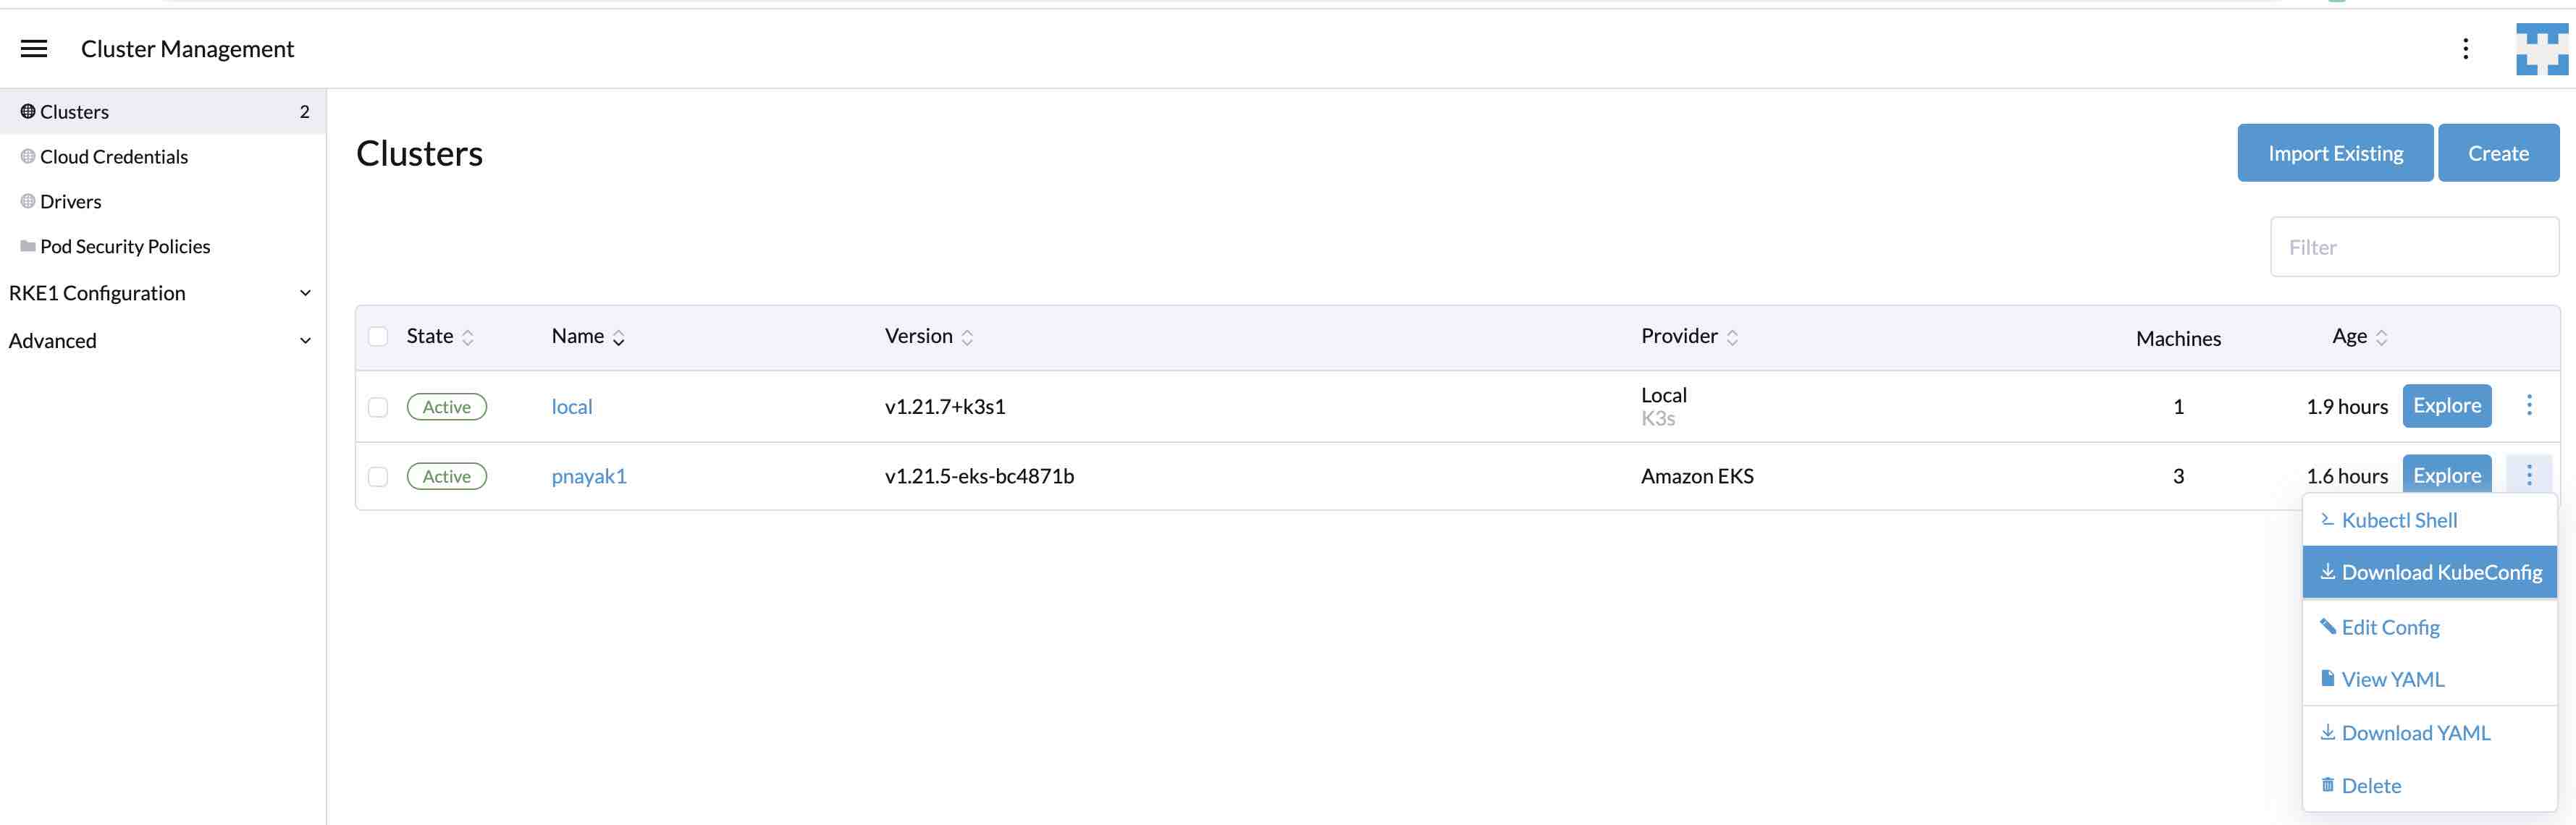 Cluster Management
Clusters 2
Cloud Credentials
Drivers
Pod Security Policies
RKE1 Configuration
Advanced
Clusters
Import Existing Create
Filter
State Name Version Provider Machines Age
Active local v1.21.7+k3s1 Local 1 1.9 hours Explore
K3s
Active pnayak1 v1.21.5-eks-bc4871b Amazon EKS 3 1.6 hours Explore
Kubectl Shell
Download KubeConfig
Edit Config
View YAML
Download YAML
Delete